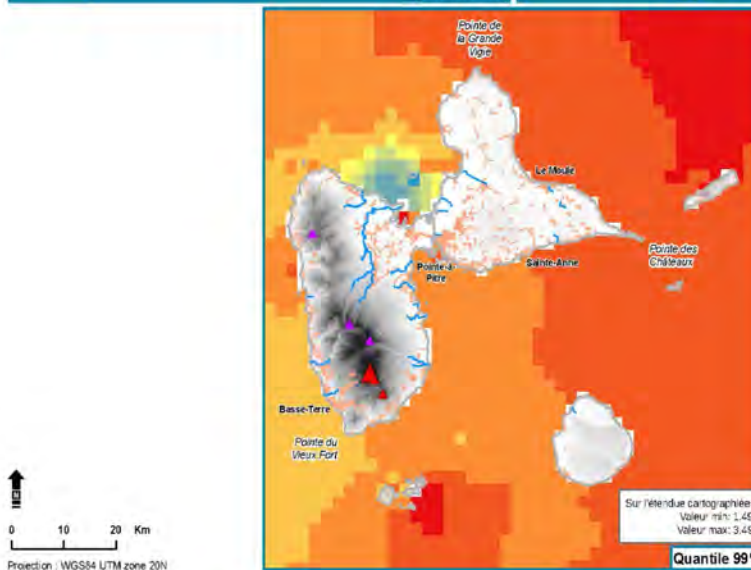 Pointe de
la Grande
Vigie
Le Moule
Pointe des
Châteaux
Pointe-à-
Pitre
Sainte-Anne
Basse-Terre
Pointe du
Vieux Fort
0 10 20 Km
Projection : WGS84 UTM zone 20N
Sur l'étendue cartographiée
Valeur min: 1.49
Valeur max: 3.49
Quantile 99